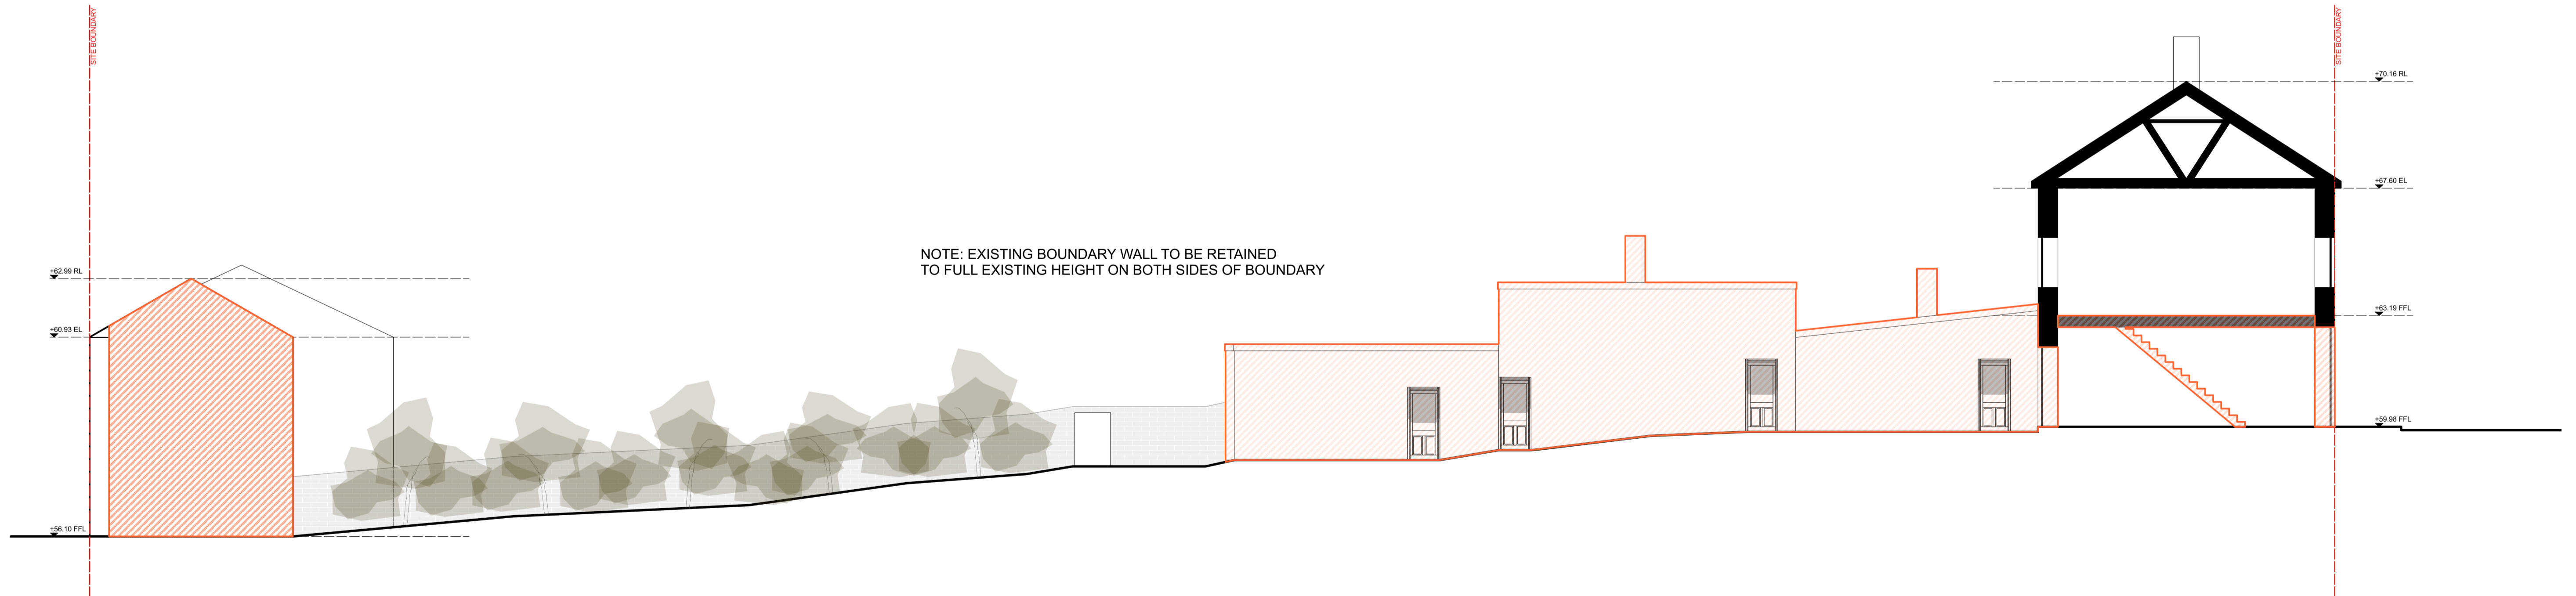 SITE BOUNDARY
SITE BOUNDARY
+70.16 RL
+67.60 EL
NOTE: EXISTING BOUNDARY WALL TO BE RETAINED
TO FULL EXISTING HEIGHT ON BOTH SIDES OF BOUNDARY
+62.99 RL
+63.19 FFL
+60.93 EL
+59.98 FFL
+56.10 FFL